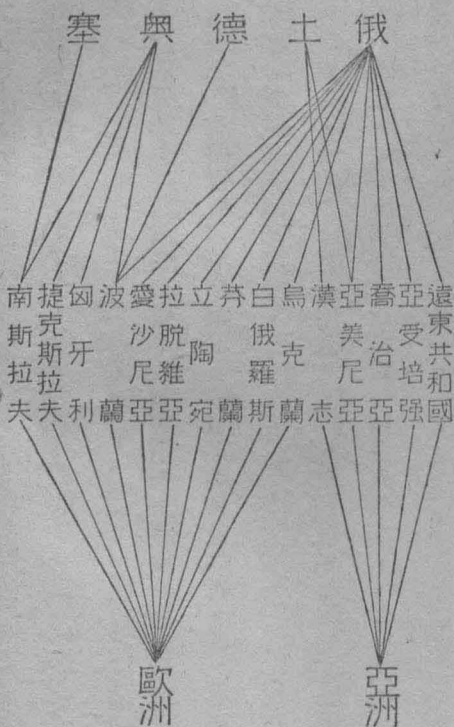 俄
土
德
奧
塞
遠東共和國
亞受培强
喬治亞
亞美尼亞
漢志
烏克蘭
白俄羅斯
芬蘭
立陶宛
拉脫維亞
愛沙尼亞
波蘭
匈牙利
捷克斯拉夫
南斯拉夫
亞洲
歐洲